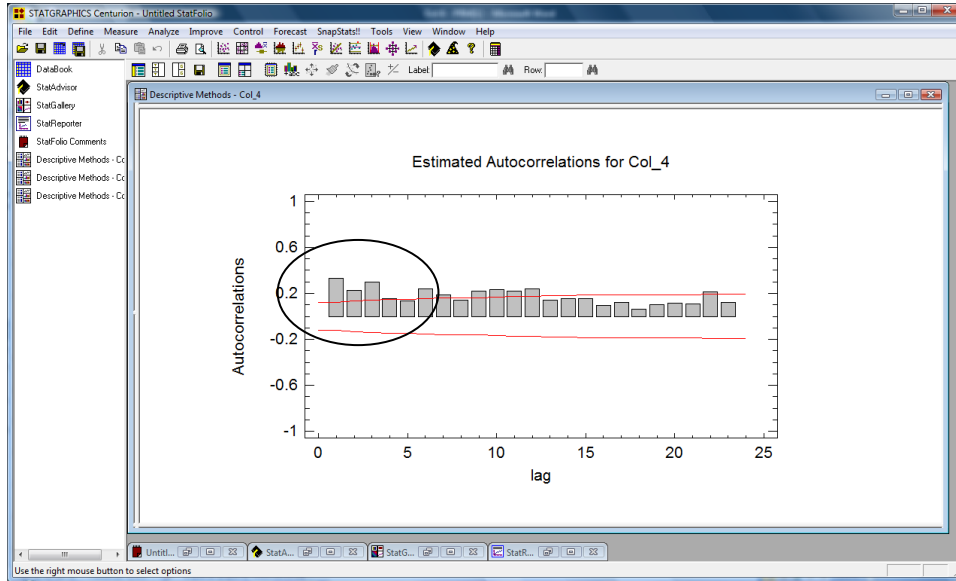 STATGRAPHICS Centurion - Untitled StatFolio
File Edit Define Measure Analyze Improve Control Forecast SnapStats!! Tools View Window Help
Label Row:
DataBook
StatAdvisor
StatGallery
StatReporter
StatFolio Comments
Descriptive Methods - Cc
Descriptive Methods - Cc
Descriptive Methods - Cc
Descriptive Methods - Col_4
Estimated Autocorrelations for Col_4
Autocorrelations
1
0.6
0.2
-0.2
-0.6
-1
0 5 10 15 20 25
lag
Untitl... StatA... StatG... StatR...
Use the right mouse button to select options